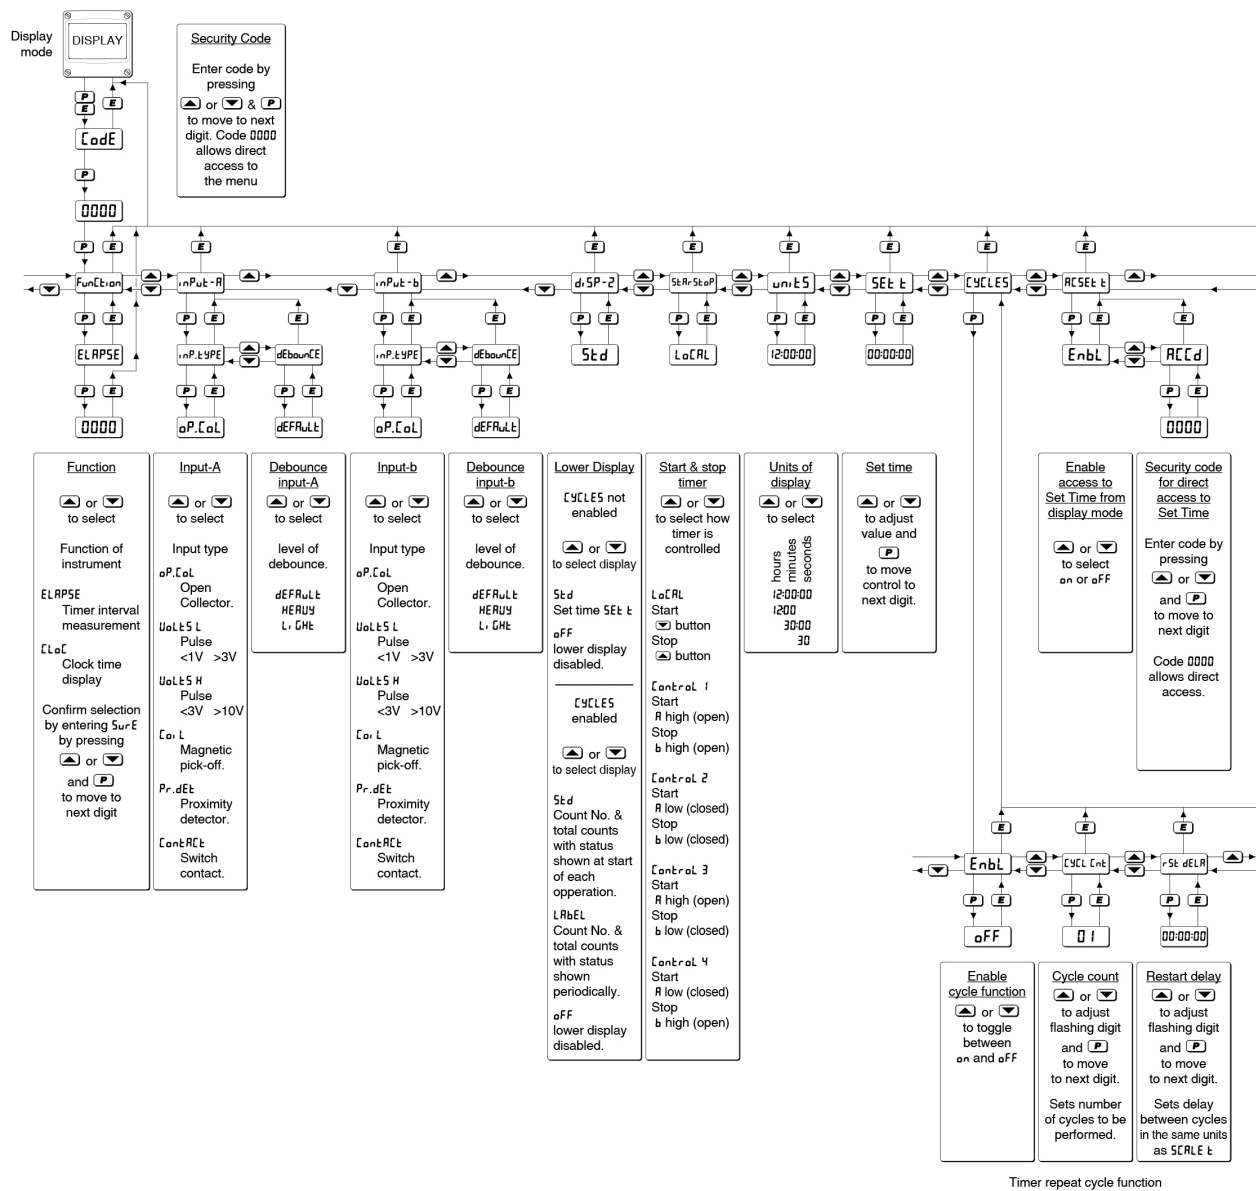 Display
mode
DISPLAY
P
E
E
CodE
P
0000
P E
Security Code
Enter code by
pressing
or & P
to move to next
digit. Code 0000
allows direct
access to
the menu
E E E E E E E E
FunCtion
inPut-A
inPut-b
diSP-2
StArStoP
unitS
SEt t
CYCLES
ACSEt t
P E P E E P E E P E P E P E P E P P E E
ELAPSE
inP.tYPE
dEbounCE
inP.tYPE
dEbounCE
Std
LoCAL
12:00:00
00:00:00
EnbL
ACCd
P E P E P E P E P E P E
0000
oP.CoL
dEFAuLt
oP.CoL
dEFAuLt
0000
Function
or
to select
Function of
instrument
ELAPSE
Timer interval
measurement
CLoC
Clock time
display
Confirm selection
by entering SurE
by pressing
or
and P
to move to
next digit
Input-A
or
to select
Input type
oP.CoL
Open
Collector.
VoLtS L
Pulse
<1V >3V
VoLtS H
Pulse
<3V >10V
CoiL
Magnetic
pick-off.
Pr.dEt
Proximity
detector.
ContACt
Switch
contact.
Debounce
input-A
or
to select
level of
debounce.
dEFAuLt
HEAVY
LiGHt
Input-b
or
to select
Input type
oP.CoL
Open
Collector.
VoLtS L
Pulse
<1V >3V
VoLtS H
Pulse
<3V >10V
CoiL
Magnetic
pick-off.
Pr.dEt
Proximity
detector.
ContACt
Switch
contact.
Debounce
input-b
or
to select
level of
debounce.
dEFAuLt
HEAVY
LiGHt
Lower Display
CYCLES not
enabled
or
to select display
Std
Set time SEt t
oFF
lower display
disabled.
CYCLES
enabled
or
to select display
Std
Count No. &
total counts
with status
shown at start
of each
opperation.
LAbEL
Count No. &
total counts
with status
shown
periodically.
oFF
lower display
disabled.
Start & stop
timer
or
to select how
timer is
controlled
LoCAL
Start
button
Stop
button
ControL 1
Start
A high (open)
Stop
b high (open)
ControL 2
Start
A low (closed)
Stop
b low (closed)
ControL 3
Start
A high (open)
Stop
b low (closed)
ControL 4
Start
A low (closed)
Stop
b high (open)
Units of
display
or
to select
hours
minutes
seconds
12:00:00
12:00
30:00
30
Set time
or
to adjust
value and
P
to move
control to
next digit.
Enable
access to
Set Time from
display mode
or
to select
on or oFF
Security code
for direct
access to
Set Time
Enter code by
pressing
or
and P
to move to
next digit
Code 0000
allows direct
access.
E E E
EnbL
CYCL Cnt
rSt dELA
P E P E P E
oFF
01
00:00:00
Enable
cycle function
or
to toggle
between
on and oFF
Cycle count
or
to adjust
flashing digit
and P
to move
to next digit.
Sets number
of cycles to be
performed.
Restart delay
or
to adjust
flashing digit
and P
to move
to next digit.
Sets delay
between cycles
in the same units
as SCALE t
Timer repeat cycle function